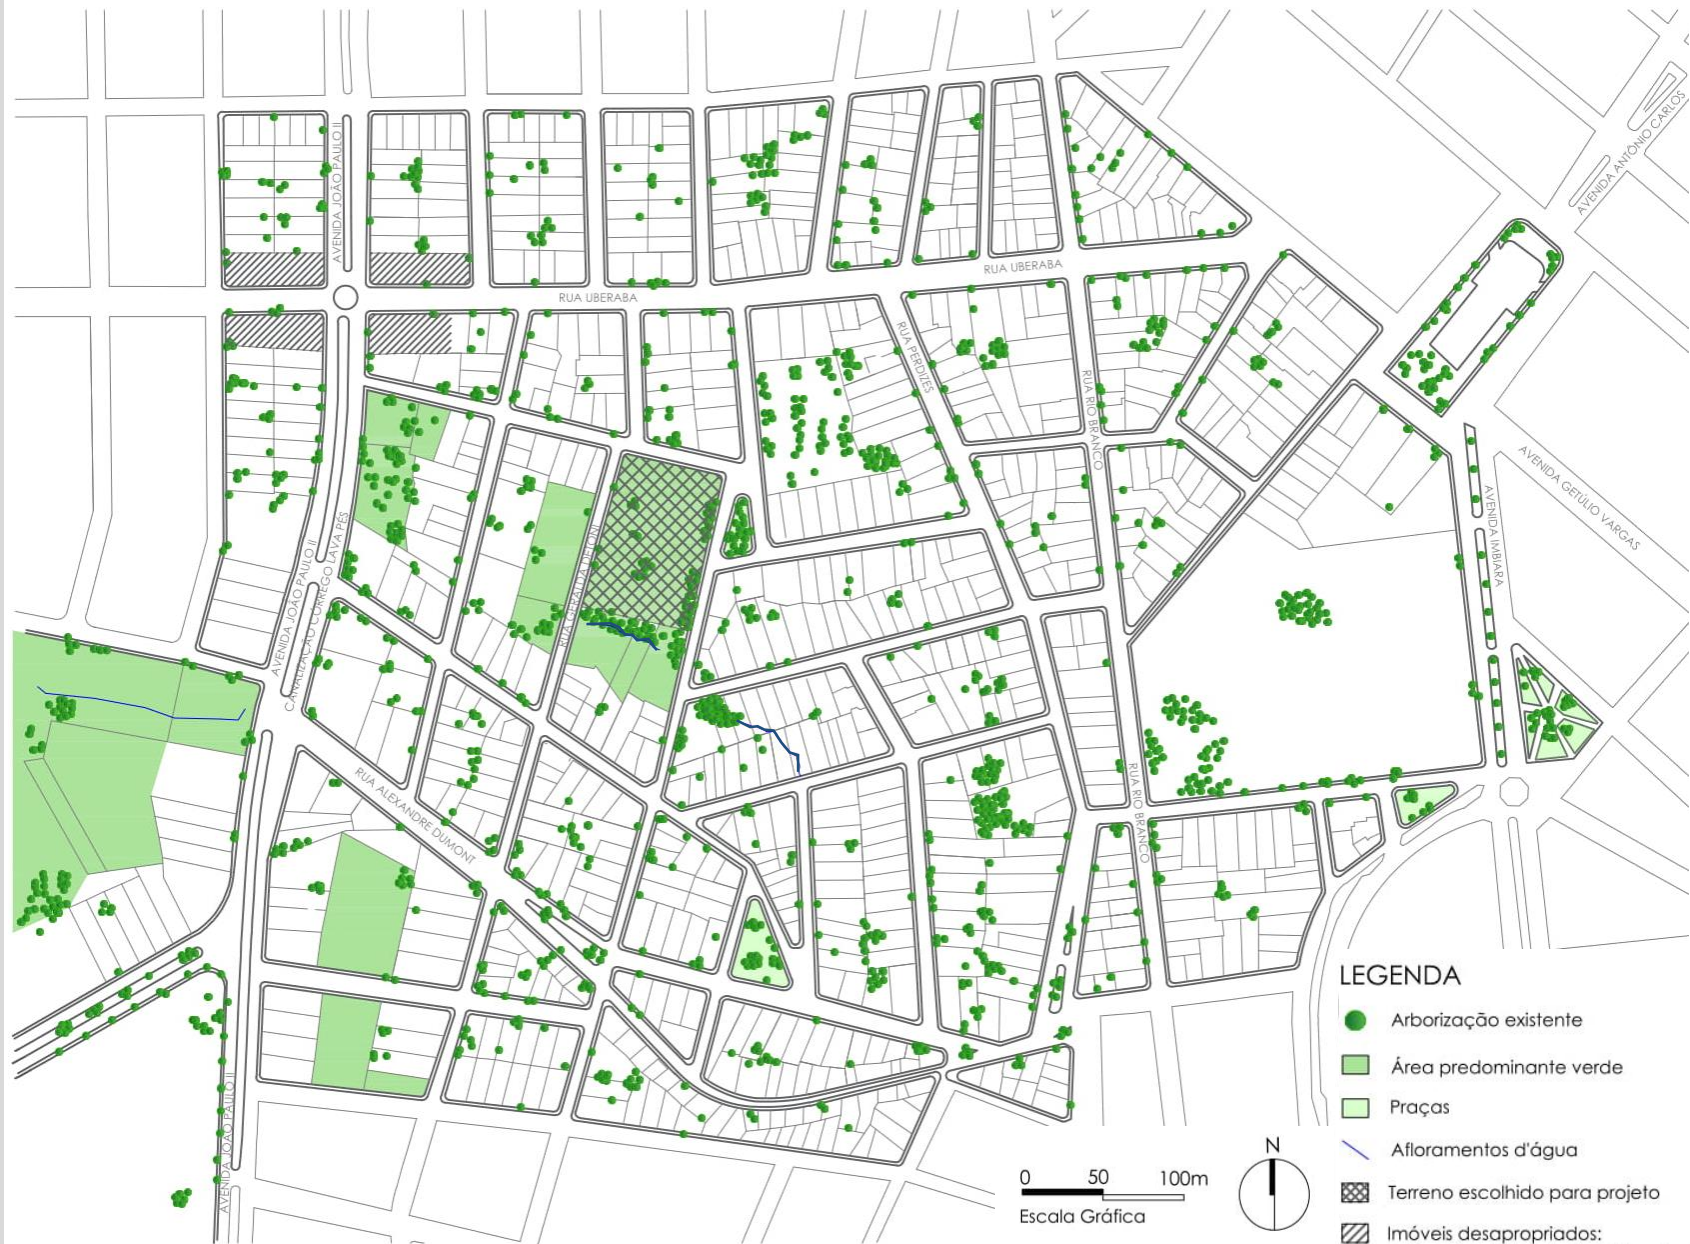 AVENIDA JOÃO PAULO II
AVENIDA ANTÔNIO CARLOS
RUA UBERABA
RUA UBERABA
RUA PERDIZES
RUA RIO BRANCO
AVENIDA GETÚLIO VARGAS
AVENIDA IMBIARA
RUA GERALDA DETONI
AVENIDA JOÃO PAULO II
CANALIZAÇÃO CÓRREGO LAVA PÉS
RUA ALEXANDRE DUMONT
RUA RIO BRANCO
AVENIDA JOÃO PAULO II
LEGENDA
Arborização existente
Área predominante verde
Praças
Afloramentos d'água
Terreno escolhido para projeto
Imóveis desapropriados:
0 50 100m
Escala Gráfica
N